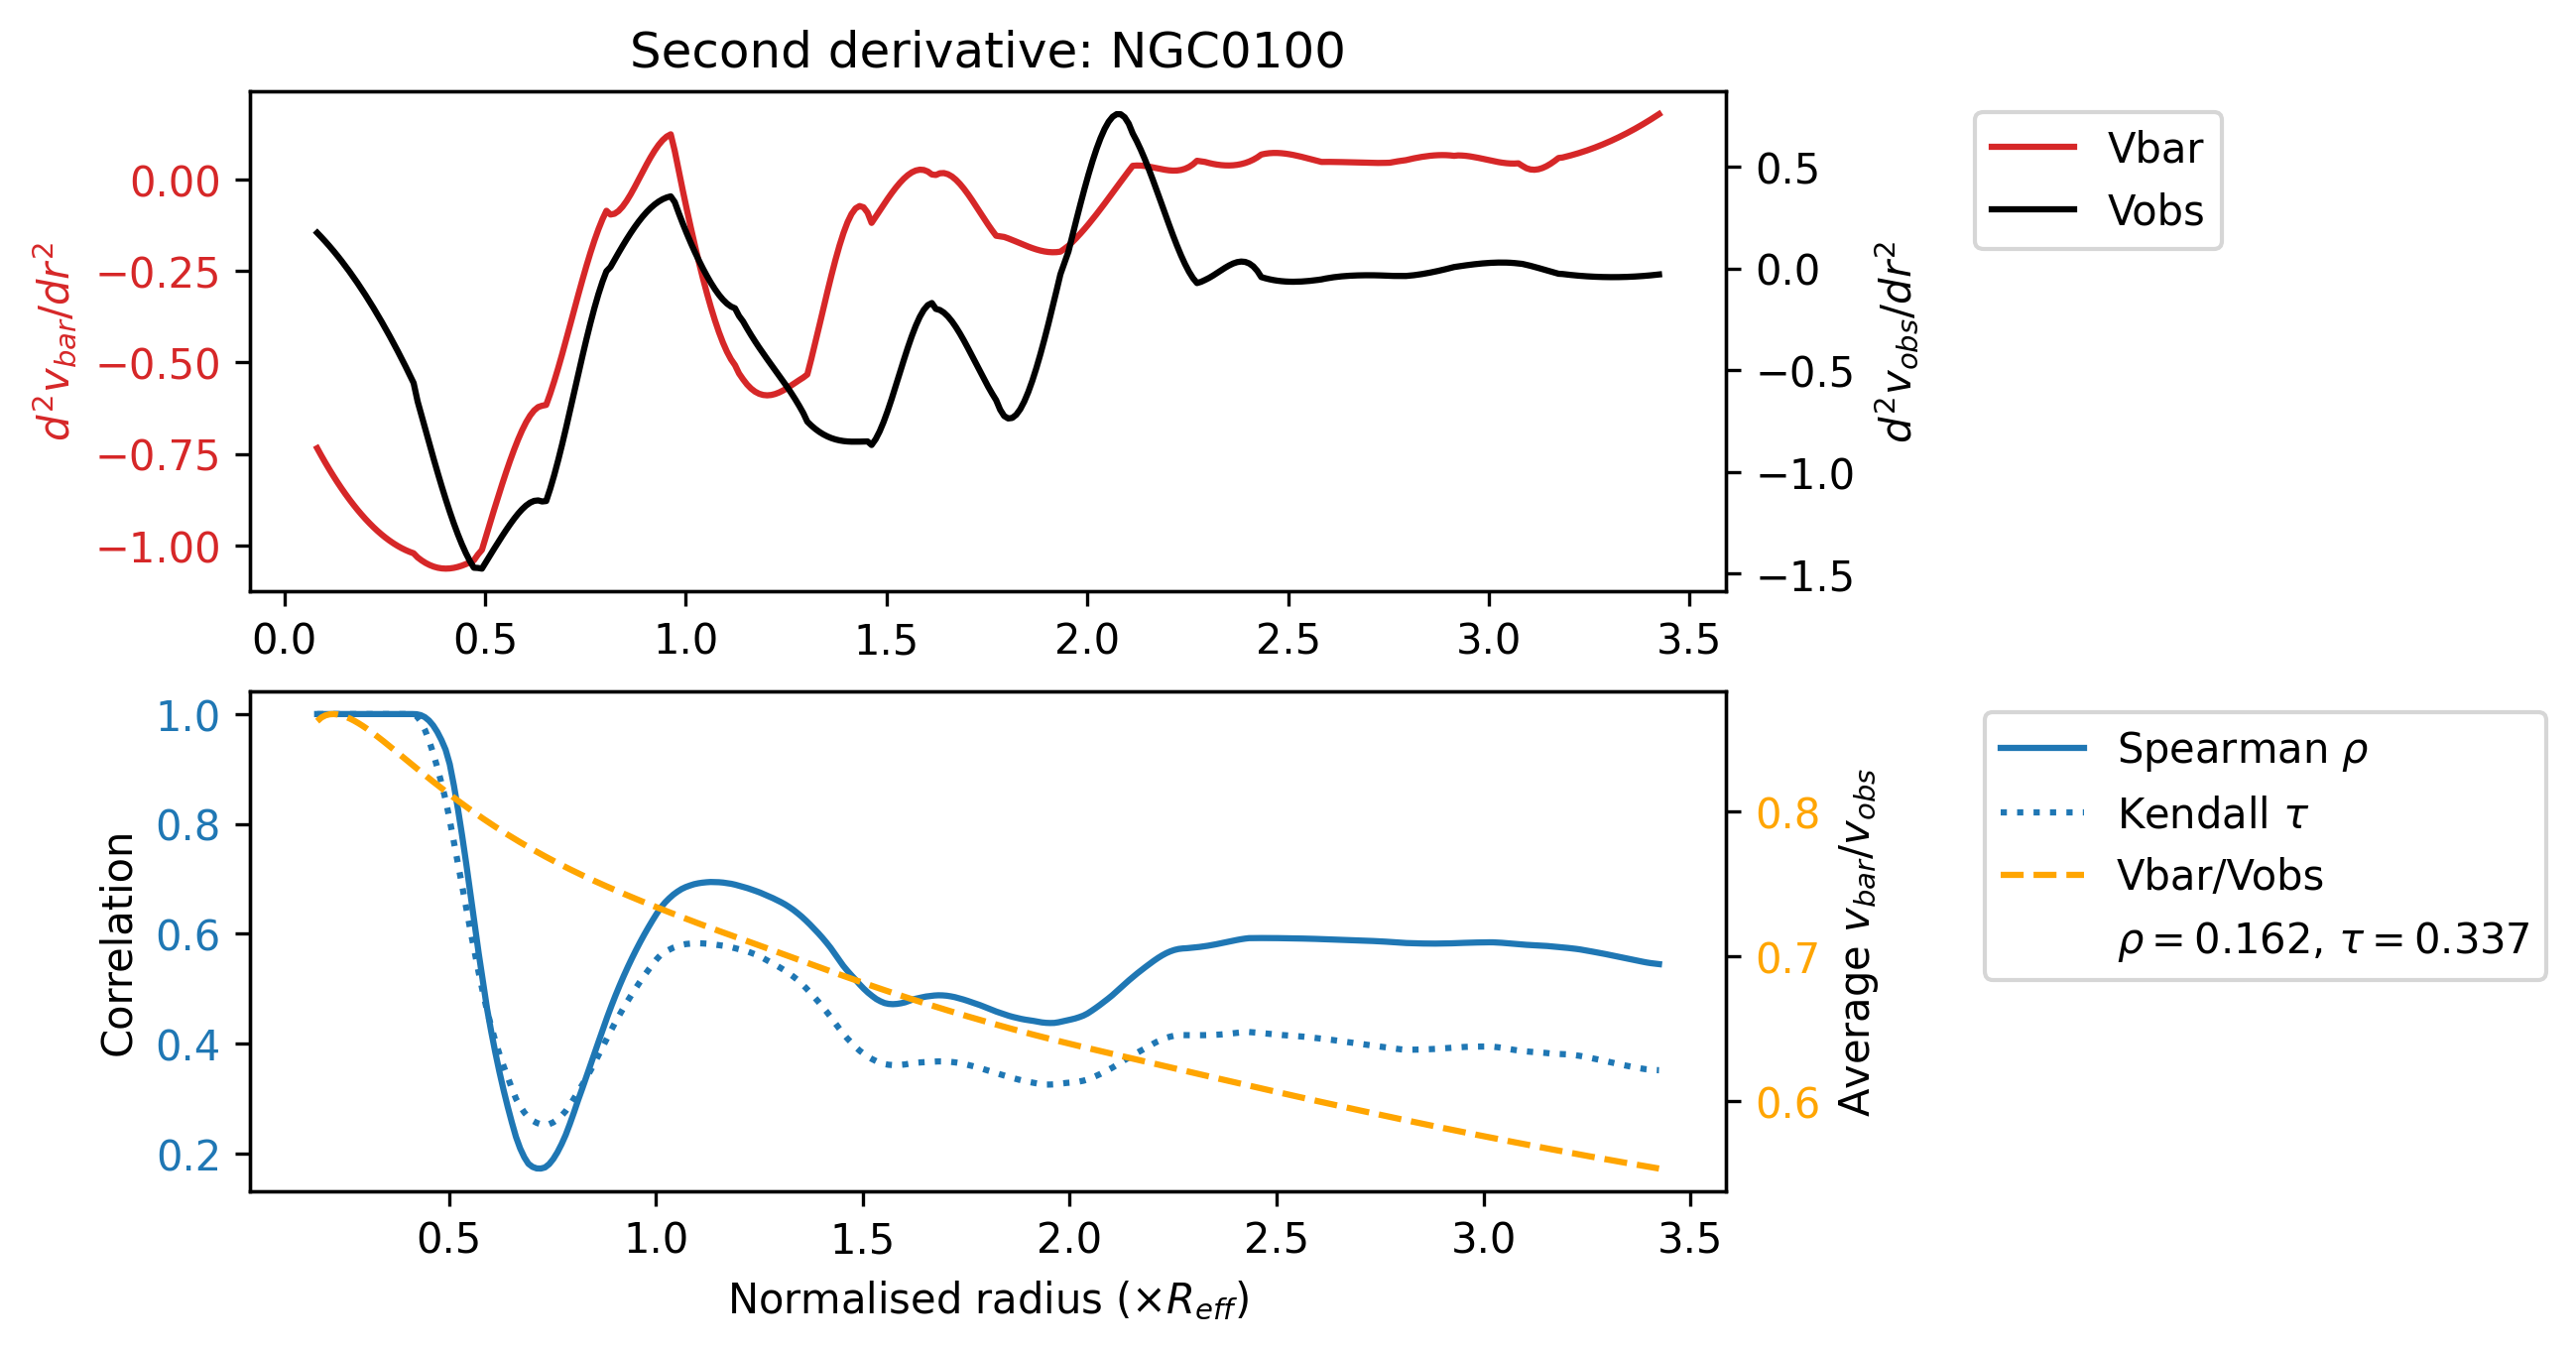 Second derivative: NGC0100
d²v_bar/dr²
0.00
−0.25
−0.50
−0.75
−1.00
0.5
0.0
−0.5
−1.0
−1.5
d²v_obs/dr²
0.0 0.5 1.0 1.5 2.0 2.5 3.0 3.5
Vbar
Vobs
Correlation
1.0
0.8
0.6
0.4
0.2
0.8
0.7
0.6
Average v_bar/v_obs
0.5 1.0 1.5 2.0 2.5 3.0 3.5
Normalised radius (×R_eff)
Spearman ρ
Kendall τ
Vbar/Vobs
ρ = 0.162, τ = 0.337